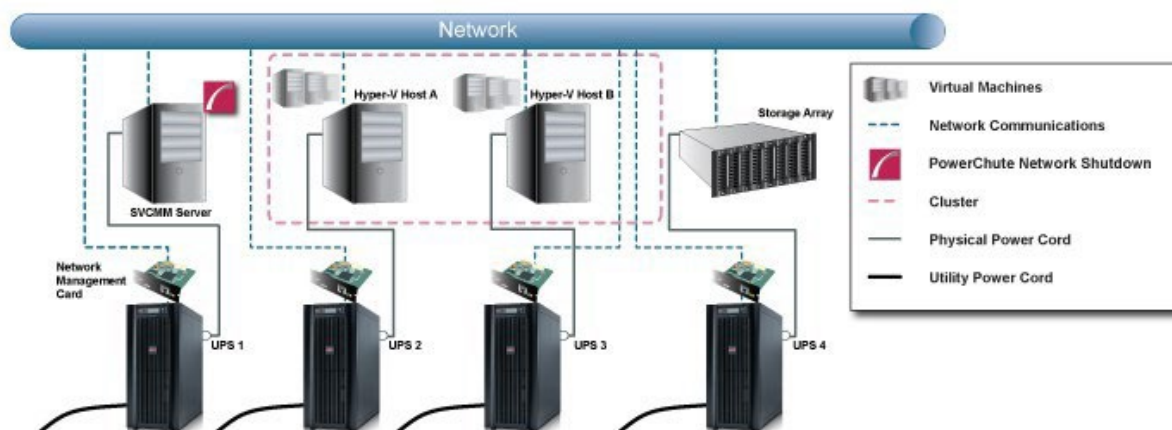 Network
Hyper-V Host A
Hyper-V Host B
Storage Array
SVCMM Server
Network
Management
Card
UPS 1
UPS 2
UPS 3
UPS 4
Virtual Machines
Network Communications
PowerChute Network Shutdown
Cluster
Physical Power Cord
Utility Power Cord